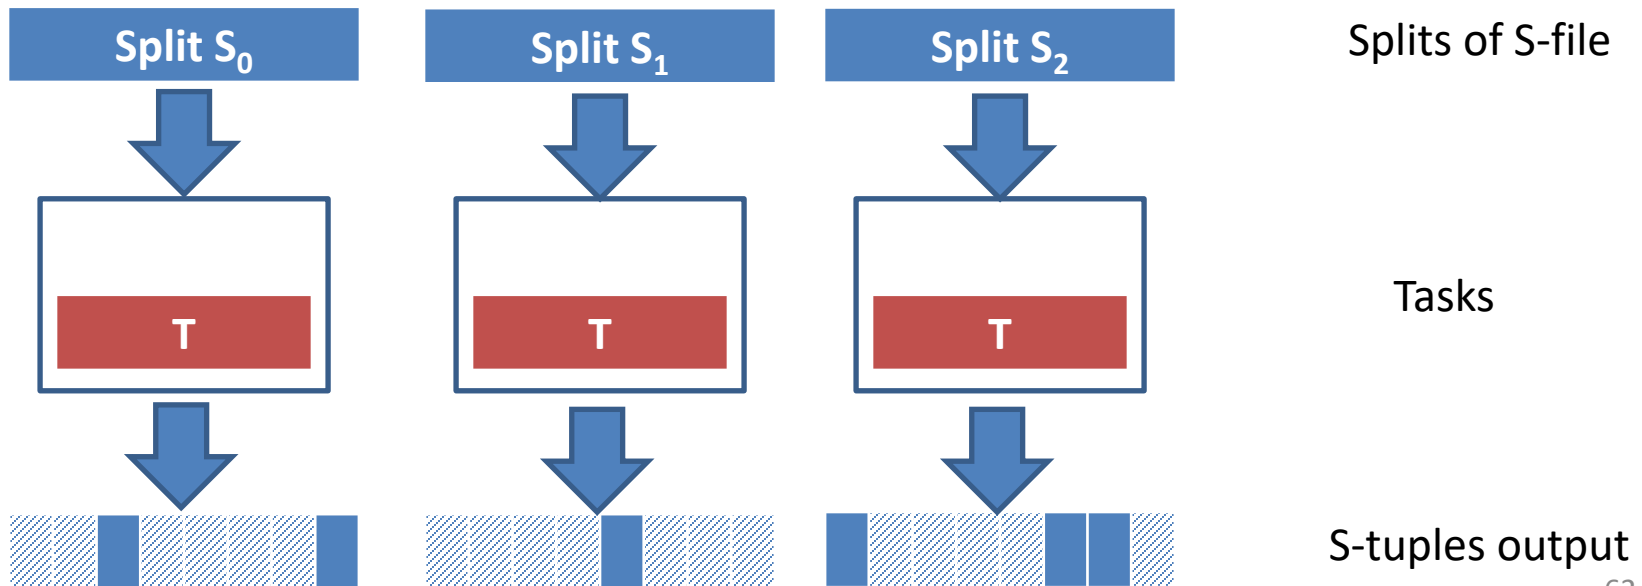 Split S0
Split S1
Split S2
Splits of S-file
T
T
T
Tasks
S-tuples output